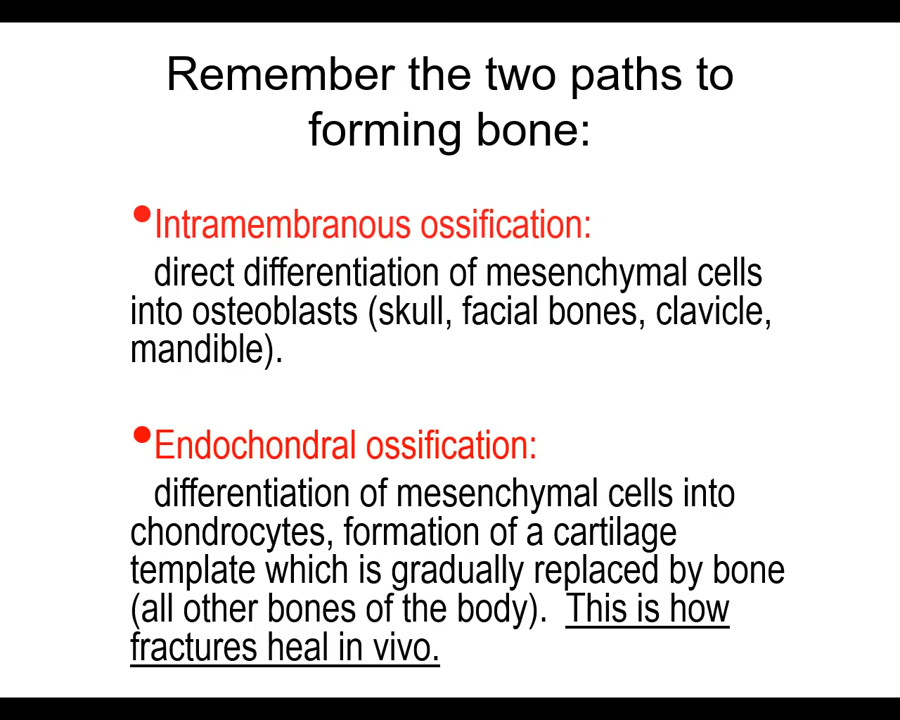 Remember the two paths to
forming bone:
•Intramembranous ossification:
direct differentiation of mesenchymal cells
into osteoblasts (skull, facial bones, clavicle,
mandible).
•Endochondral ossification:
differentiation of mesenchymal cells into
chondrocytes, formation of a cartilage
template which is gradually replaced by bone
(all other bones of the body). This is how
fractures heal in vivo.